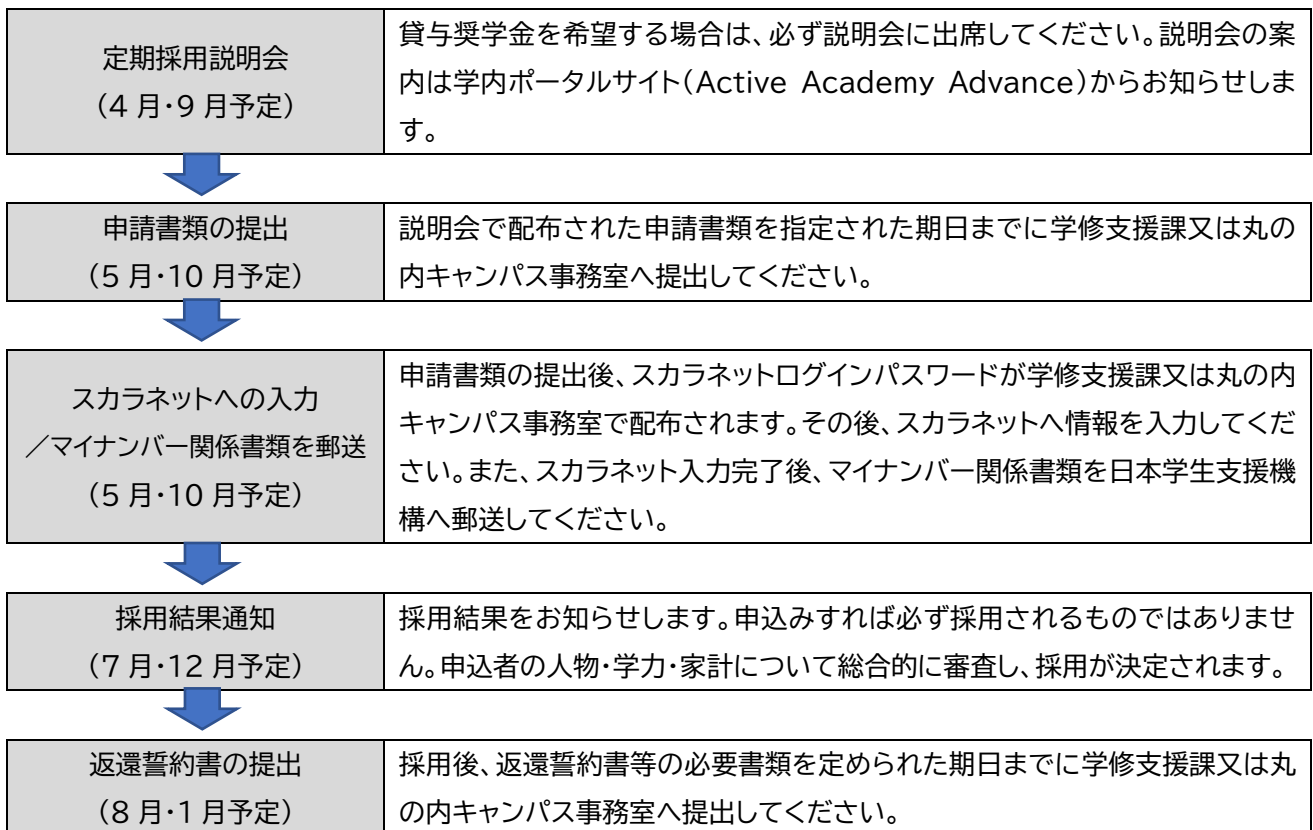 定期採用説明会
（4 月・9 月予定）
貸与奨学金を希望する場合は、必ず説明会に出席してください。説明会の案
内は学内ポータルサイト（Active Academy Advance）からお知らせしま
す。
申請書類の提出
（5 月・10 月予定）
説明会で配布された申請書類を指定された期日までに学修支援課又は丸の
内キャンパス事務室へ提出してください。
スカラネットへの入力
／マイナンバー関係書類を郵送
（5 月・10 月予定）
申請書類の提出後、スカラネットログインパスワードが学修支援課又は丸の内
キャンパス事務室で配布されます。その後、スカラネットへ情報を入力してくだ
さい。また、スカラネット入力完了後、マイナンバー関係書類を日本学生支援機
構へ郵送してください。
採用結果通知
（7 月・12 月予定）
採用結果をお知らせします。申込みすれば必ず採用されるものではありませ
ん。申込者の人物・学力・家計について総合的に審査し、採用が決定されます。
返還誓約書の提出
（8 月・1 月予定）
採用後、返還誓約書等の必要書類を定められた期日までに学修支援課又は丸
の内キャンパス事務室へ提出してください。